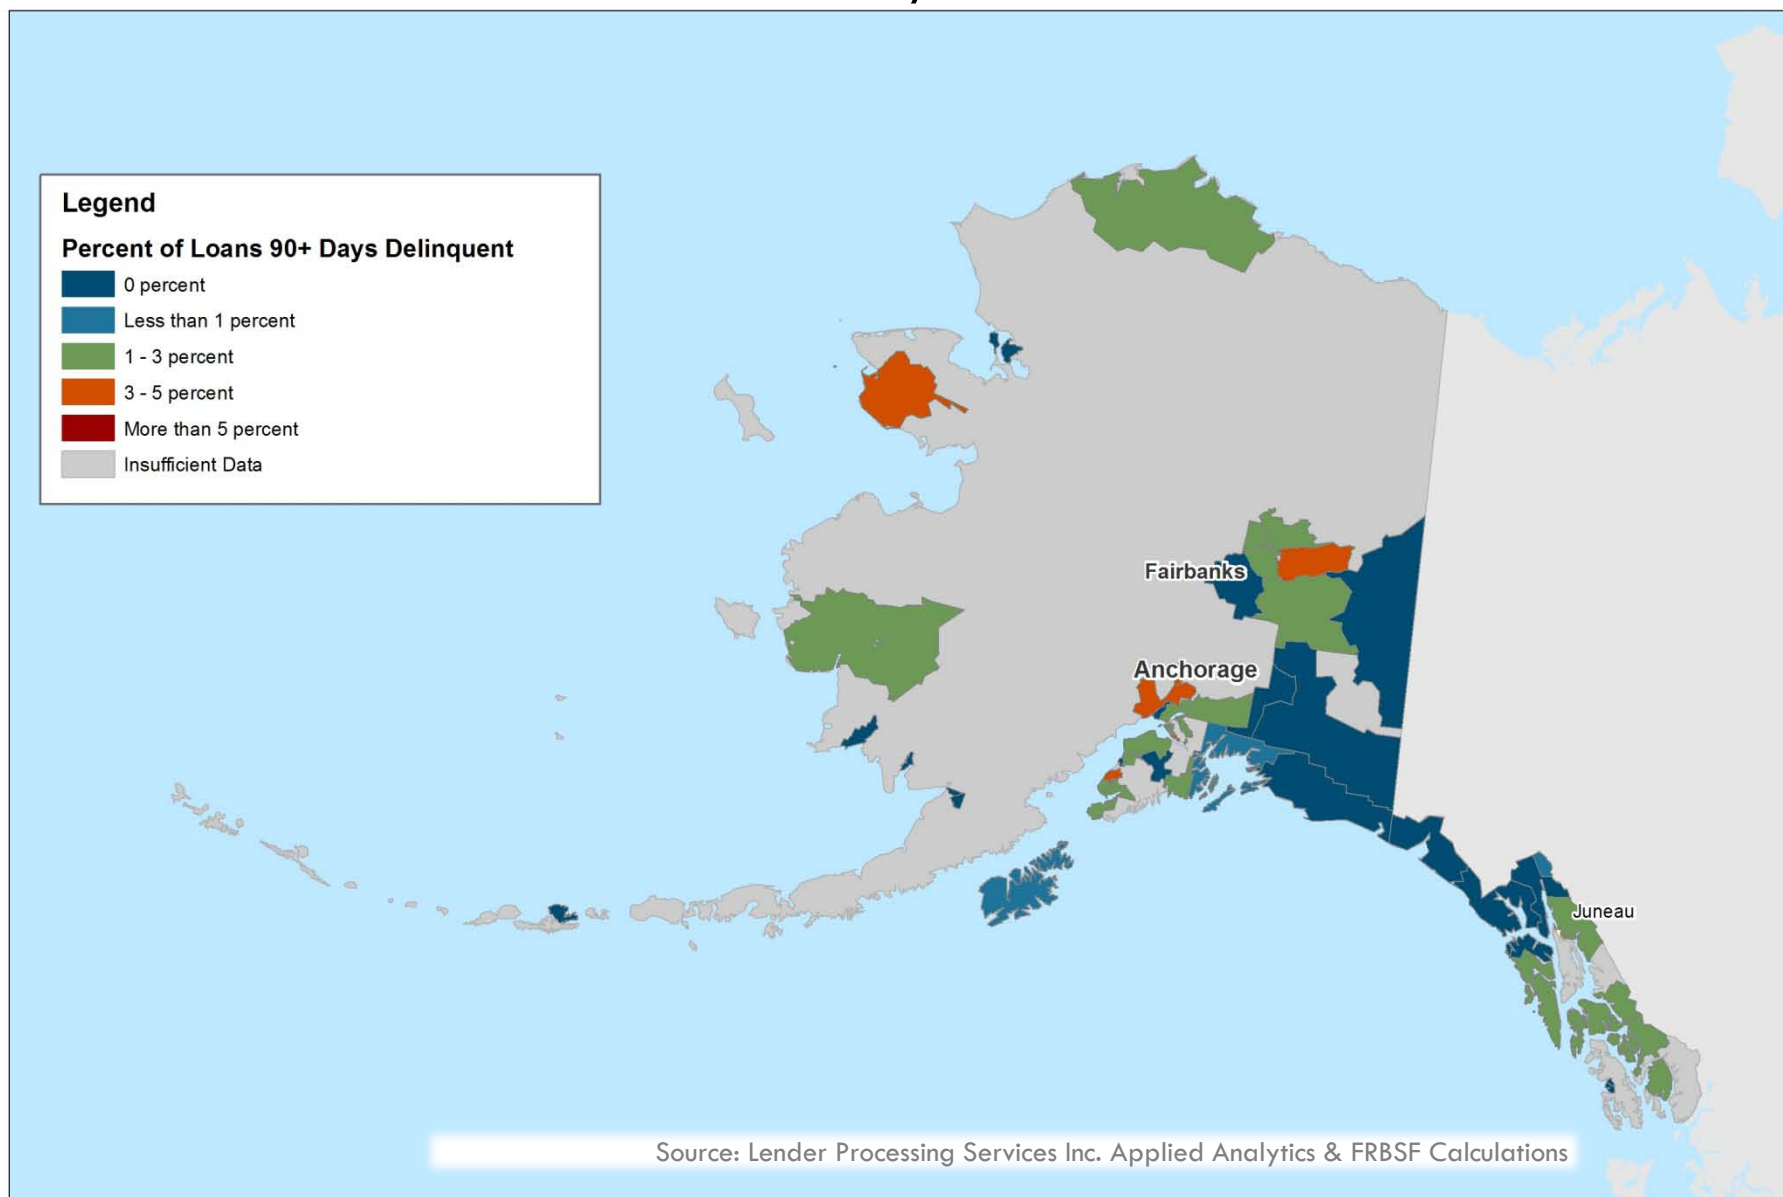 Legend
Percent of Loans 90+ Days Delinquent
0 percent
Less than 1 percent
1 - 3 percent
3 - 5 percent
More than 5 percent
Insufficient Data
Fairbanks
Anchorage
Juneau
Source: Lender Processing Services Inc. Applied Analytics & FRBSF Calculations